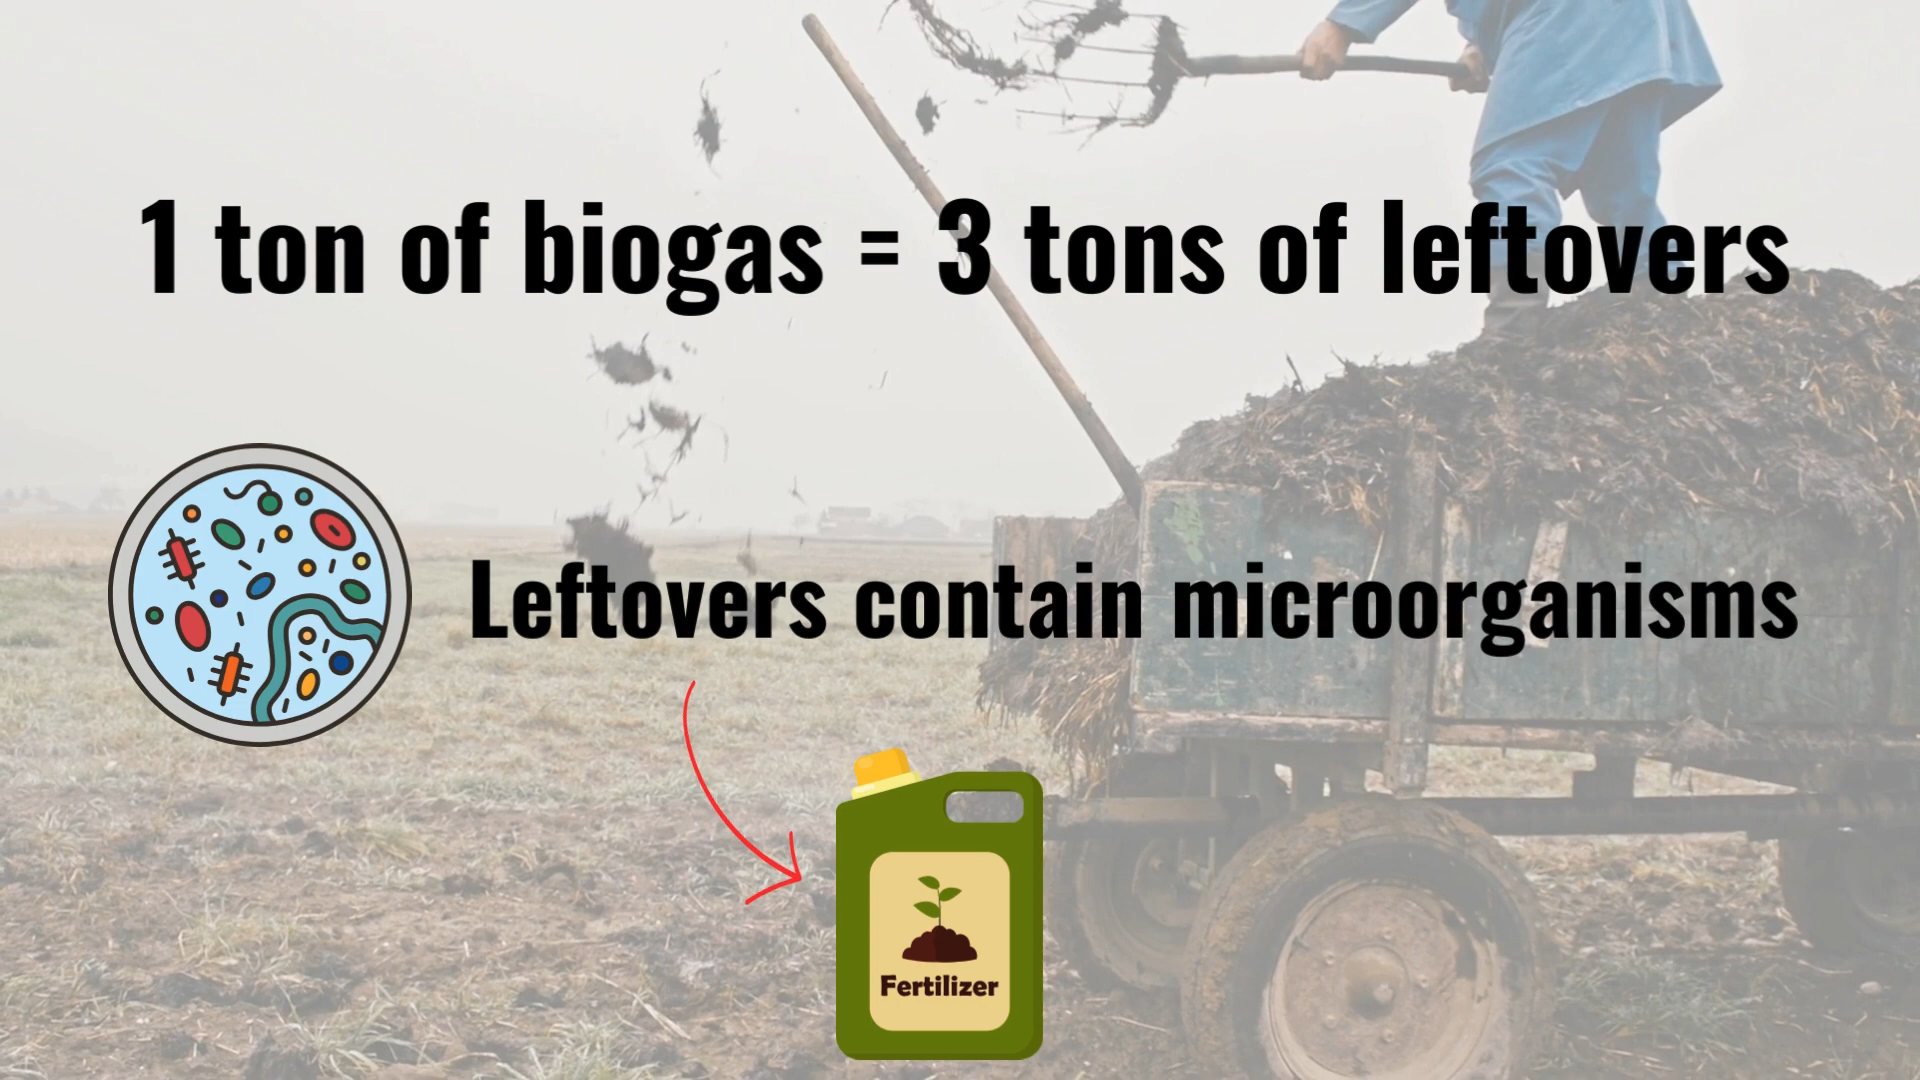 1 ton of biogas = 3 tons of leftovers
Leftovers contain microorganisms
Fertilizer